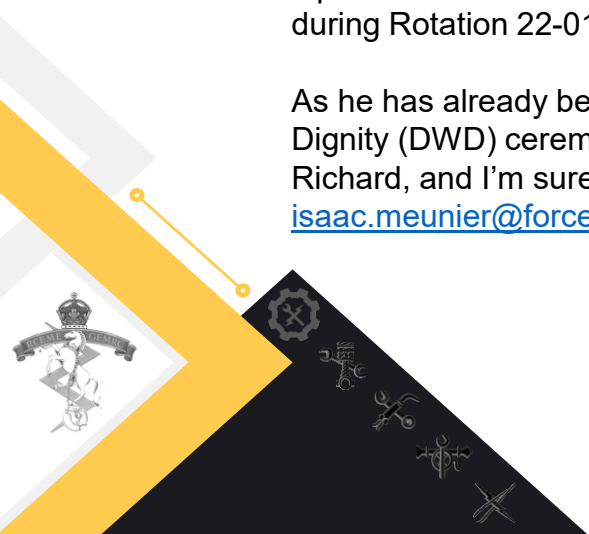 during Rotation 22-01
As he has already be
Dignity (DWD) cerem
Richard, and I'm sure
isaac.meunier@force
RCEME GEMRC